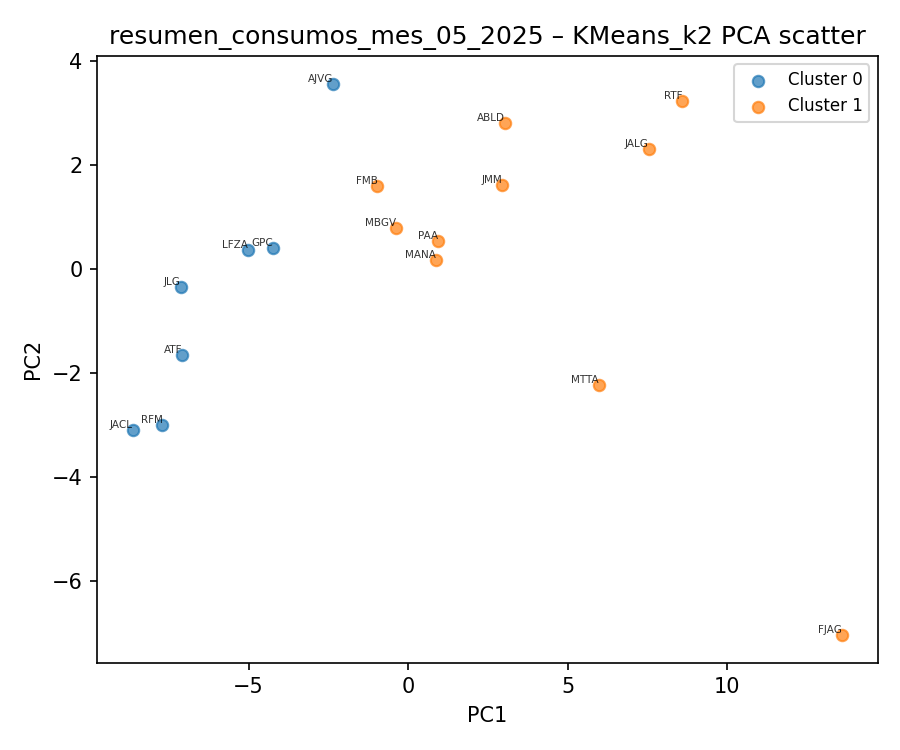 resumen_consumos_mes_05_2025 – KMeans_k2 PCA scatter
Cluster 0
Cluster 1
AJVG
RTF
ABLD
JALG
FMB
JMM
MBGV
PAA
LFZA
GPC
MANA
JLG
ATF
MTTA
JACL
RFM
FJAG
4
2
0
−2
−4
−6
PC2
−5
0
5
10
PC1